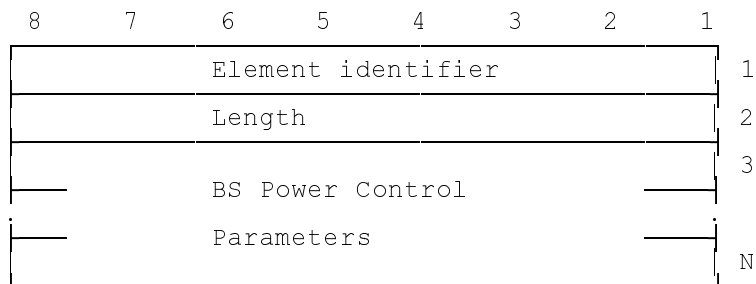 8 7 6 5 4 3 2 1
Element identifier 1
Length 2
3
BS Power Control
Parameters
N